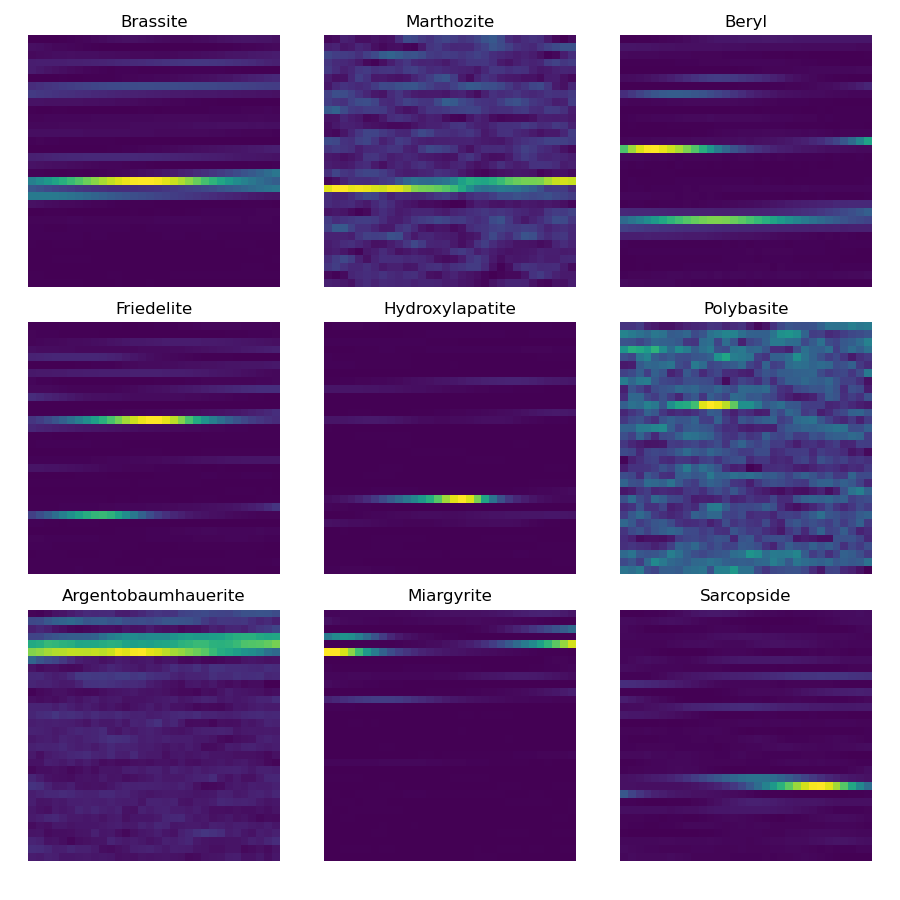 Brassite
Marthozite
Beryl
Friedelite
Hydroxylapatite
Polybasite
Argentobaumhauerite
Miargyrite
Sarcopside